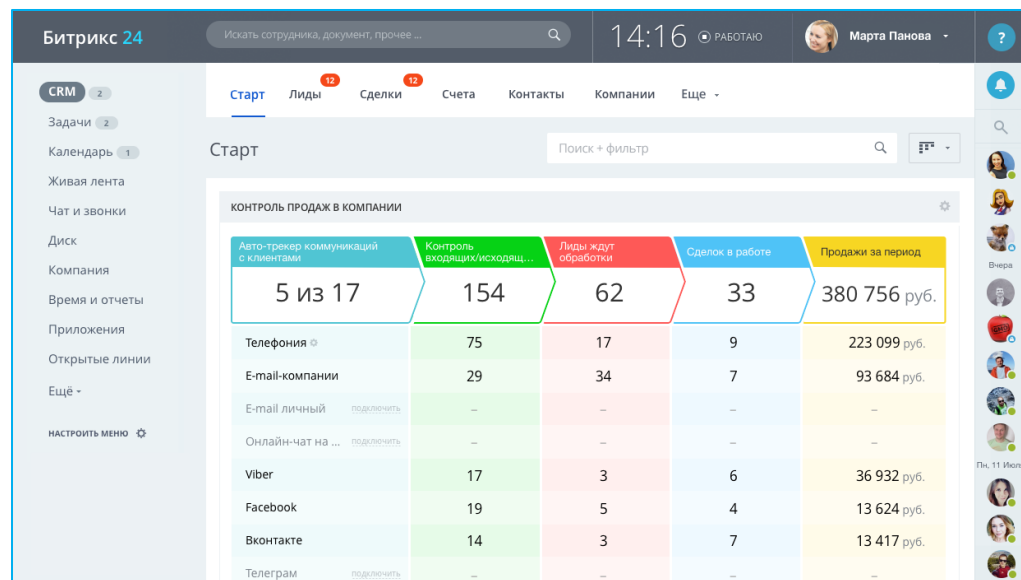 Битрикс 24
Искать сотрудника, документ, прочее ...
14:16 РАБОТАЮ
Марта Панова
?
CRM 2
Задачи 2
Календарь 1
Живая лента
Чат и звонки
Диск
Компания
Время и отчеты
Приложения
Открытые линии
Ещё
НАСТРОИТЬ МЕНЮ
Старт Лиды 12 Сделки 12 Счета Контакты Компании Еще
Старт
Поиск + фильтр
КОНТРОЛЬ ПРОДАЖ В КОМПАНИИ
Авто-трекер коммуникаций
с клиентами
Контроль
входящих/исходящ...
Лиды ждут
обработки
Сделок в работе
Продажи за период
5 из 17 154 62 33 380 756 руб.
Телефония 75 17 9 223 099 руб.
E-mail-компании 29 34 7 93 684 руб.
E-mail личный подключить – – – –
Онлайн-чат на ... подключить – – – –
Viber 17 3 6 36 932 руб.
Facebook 19 5 4 13 624 руб.
Вконтакте 14 3 7 13 417 руб.
Телеграм подключить – – – –
Вчера
Пн, 11 Июл